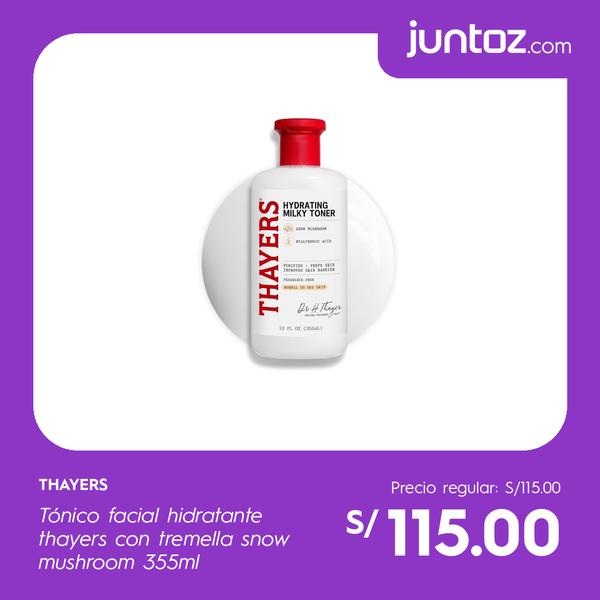 juntoz.com
THAYERS
HYDRATING
MILKY TONER
SNOW MUSHROOM
HYALURONIC ACID
PURIFIES + PREPS SKIN
IMPROVES SKIN BARRIER
FRAGRANCE-FREE
NORMAL TO DRY SKIN
Dr H Thayer
12 FL OZ (355mL)
THAYERS
Tónico facial hidratante
thayers con tremella snow
mushroom 355ml
Precio regular: S/115.00
S/ 115.00